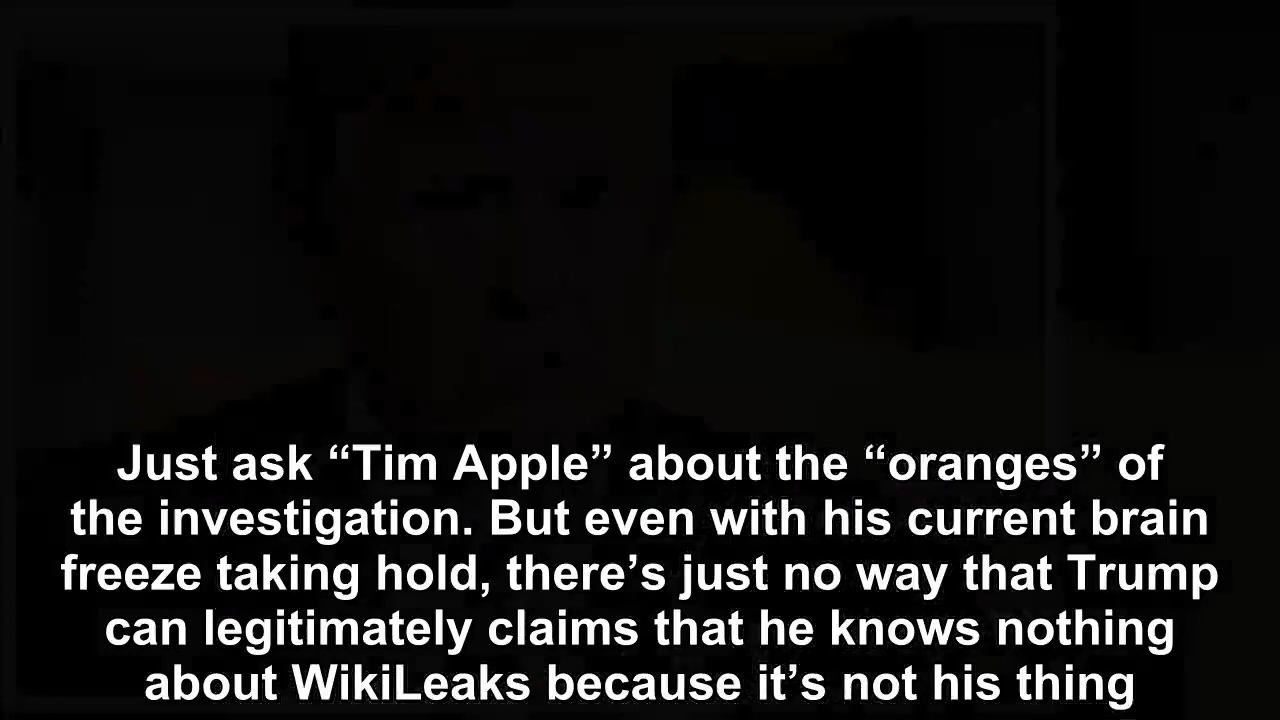 Just ask “Tim Apple” about the “oranges” of
the investigation. But even with his current brain
freeze taking hold, there’s just no way that Trump
can legitimately claims that he knows nothing
about WikiLeaks because it’s not his thing